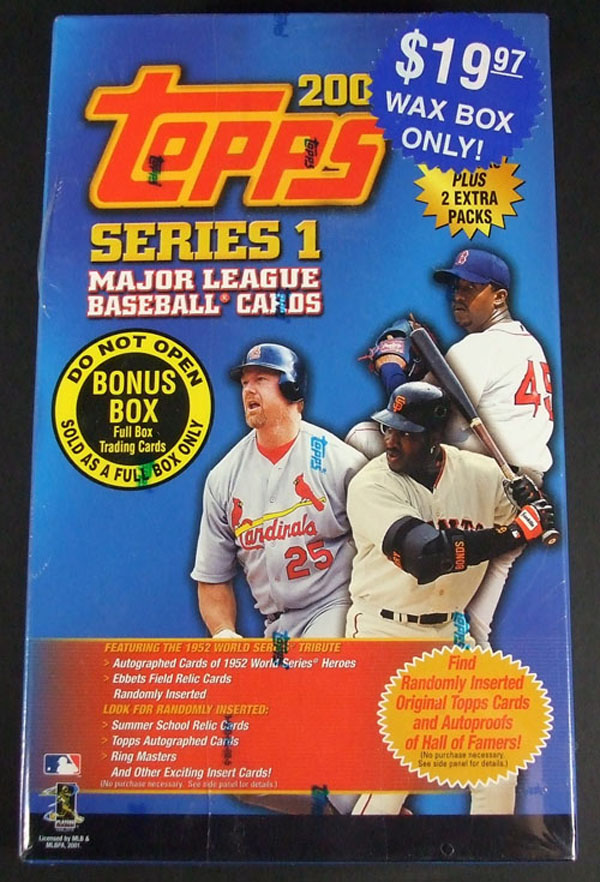 $19.97
WAX BOX
ONLY!
PLUS
2 EXTRA
PACKS
200
Topps
SERIES 1
MAJOR LEAGUE
BASEBALL® CARDS
DO NOT OPEN
BONUS
BOX
Full Box
Trading Cards
SOLD AS A FULL BOX ONLY
B
45
SF
Cardinals
25
BONDS
topps
FEATURING THE 1952 WORLD SERIES® TRIBUTE
> Autographed Cards of 1952 World Series® Heroes
> Ebbets Field Relic Cards
Randomly Inserted
LOOK FOR RANDOMLY INSERTED:
> Summer School Relic Cards
> Topps Autographed Cards
> Ring Masters
And Other Exciting Insert Cards!
(No purchase necessary. See side panel for details.)
Find
Randomly Inserted
Original Topps Cards
and Autoproofs
of Hall of Famers!
(No purchase necessary.
See side panel for details.)
Licensed by MLB &
MLBPA, 2001.